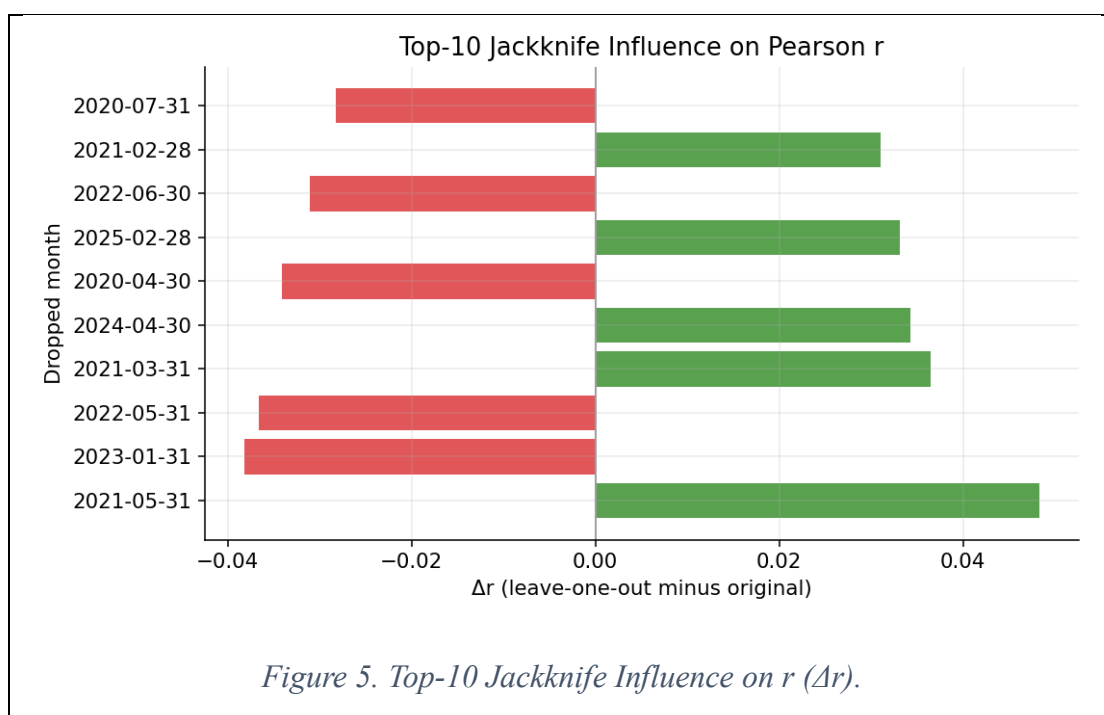 Top-10 Jackknife Influence on Pearson r
Dropped month
2020-07-31
2021-02-28
2022-06-30
2025-02-28
2020-04-30
2024-04-30
2021-03-31
2022-05-31
2023-01-31
2021-05-31
−0.04 −0.02 0.00 0.02 0.04
Δr (leave-one-out minus original)
Figure 5. Top-10 Jackknife Influence on r (Δr).